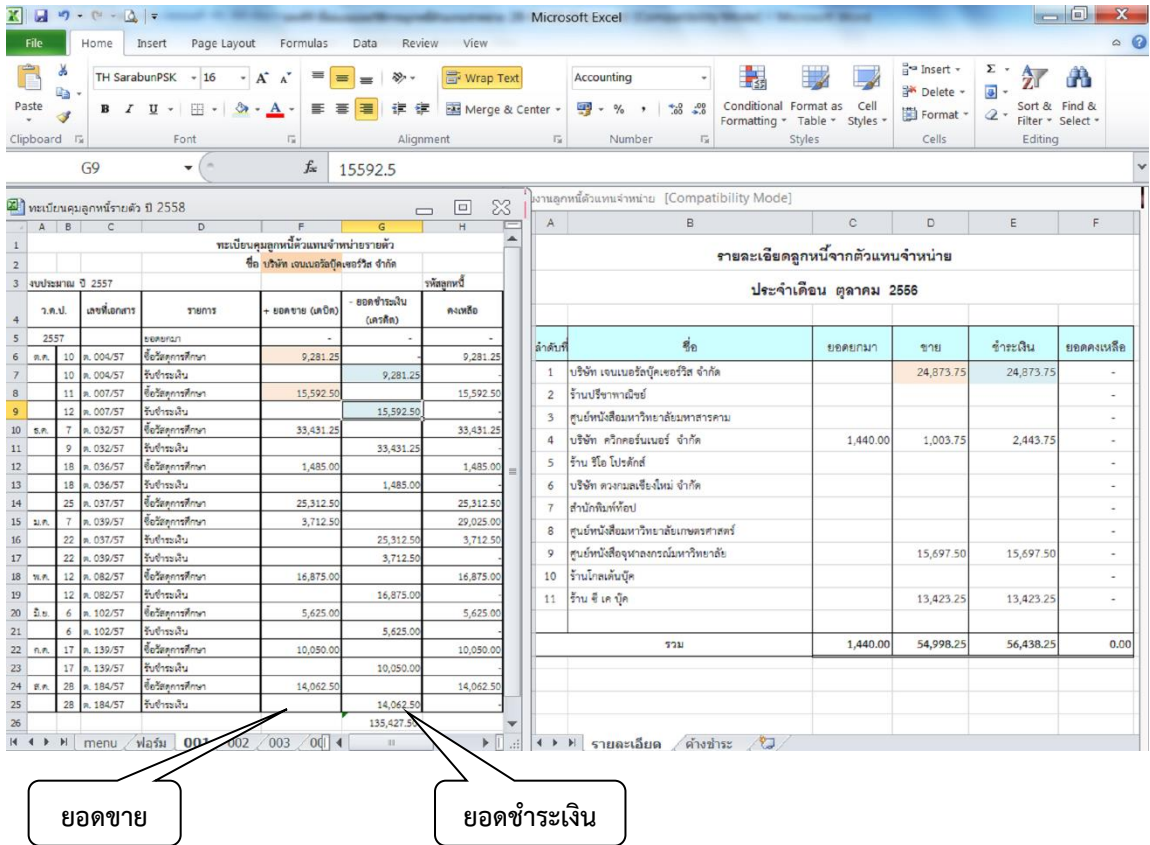 Microsoft Excel
File Home Insert Page Layout Formulas Data Review View
TH SarabunPSK 16 Wrap Text Accounting Insert
Paste B I U Merge & Center % Conditional Format as Cell Delete Sort & Find &
Formatting Table Styles Format Filter Select
Clipboard Font Alignment Number Styles Cells Editing
G9 fx 15592.5
ทะเบียนคุมลูกหนี้รายตัว ปี 2558
A B C D F G H
1 ทะเบียนคุมลูกหนี้ตัวแทนจำหน่ายรายตัว
2 ชื่อ บริษัท เจเนอรัลบุ๊คเซอร์วิส จำกัด
3 งบประมาณ ปี 2557 รหัสลูกหนี้
4 ว.ด.ป. เลขที่เอกสาร รายการ + ยอดขาย (เดบิต) - ยอดชำระเงิน (เครดิต) คงเหลือ
5 2557 ยอดยกมา - - -
6 ต.ค. 10 ต. 004/57 ซื้อวัสดุการศึกษา 9,281.25 - 9,281.25
7 10 ต. 004/57 รับชำระเงิน 9,281.25 -
8 11 ต. 007/57 ซื้อวัสดุการศึกษา 15,592.50 15,592.50
9 12 ต. 007/57 รับชำระเงิน 15,592.50 -
10 ธ.ค. 7 ต. 032/57 ซื้อวัสดุการศึกษา 33,431.25 33,431.25
11 9 ต. 032/57 รับชำระเงิน 33,431.25 -
12 18 ต. 036/57 ซื้อวัสดุการศึกษา 1,485.00 1,485.00
13 18 ต. 036/57 รับชำระเงิน 1,485.00 -
14 25 ต. 037/57 ซื้อวัสดุการศึกษา 25,312.50 25,312.50
15 ม.ค. 7 ต. 039/57 ซื้อวัสดุการศึกษา 3,712.50 29,025.00
16 22 ต. 037/57 รับชำระเงิน 25,312.50 3,712.50
17 22 ต. 039/57 รับชำระเงิน 3,712.50 -
18 พ.ค. 12 ต. 082/57 ซื้อวัสดุการศึกษา 16,875.00 16,875.00
19 12 ต. 082/57 รับชำระเงิน 16,875.00 -
20 มิ.ย. 6 ต. 102/57 ซื้อวัสดุการศึกษา 5,625.00 5,625.00
21 6 ต. 102/57 รับชำระเงิน 5,625.00 -
22 ก.ค. 17 ต. 139/57 ซื้อวัสดุการศึกษา 10,050.00 10,050.00
23 17 ต. 139/57 รับชำระเงิน 10,050.00 -
24 ส.ค. 28 ต. 184/57 ซื้อวัสดุการศึกษา 14,062.50 14,062.50
25 28 ต. 184/57 รับชำระเงิน 14,062.50 -
26 135,427.50
menu ฟอร์ม 001 002 003
งานลูกหนี้ตัวแทนจำหน่าย [Compatibility Mode]
A B C D E F
รายละเอียดลูกหนี้จากตัวแทนจำหน่าย
ประจำเดือน ตุลาคม 2556
ลำดับที่ ชื่อ ยอดยกมา ขาย ชำระเงิน ยอดคงเหลือ
1 บริษัท เจนเนอรัลบุ๊คเซอร์วิส จำกัด 24,873.75 24,873.75 -
2 ร้านปรีชาพาณิชย์ -
3 ศูนย์หนังสือมหาวิทยาลัยมหาสารคาม -
4 บริษัท ควิกคอร์นเนอร์ จำกัด 1,440.00 1,003.75 2,443.75 -
5 ร้าน ริโอ โปรดักส์ -
6 บริษัท ดวงกมลเชียงใหม่ จำกัด -
7 สำนักพิมพ์ท้อป -
8 ศูนย์หนังสือมหาวิทยาลัยเกษตรศาสตร์ -
9 ศูนย์หนังสือจุฬาลงกรณ์มหาวิทยาลัย 15,697.50 15,697.50 -
10 ร้านโกลเด้นบุ๊ค -
11 ร้าน ซี เค บุ๊ค 13,423.25 13,423.25 -
รวม 1,440.00 54,998.25 56,438.25 0.00
รายละเอียด ค้างชำระ
ยอดขาย
ยอดชำระเงิน